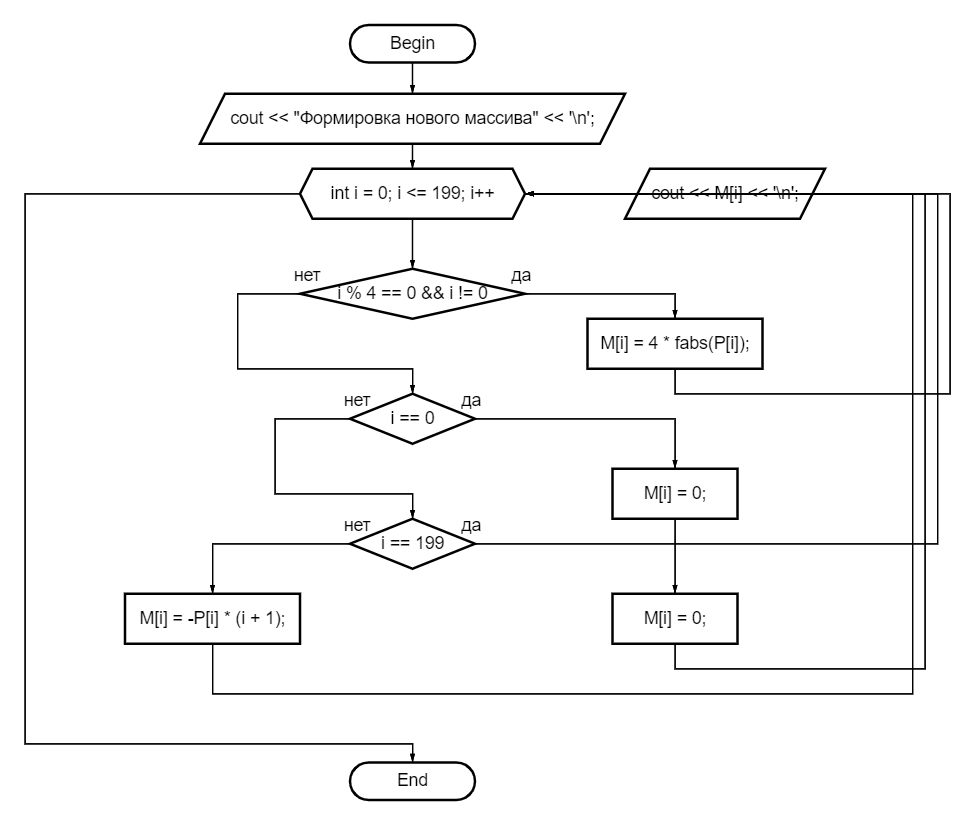 Begin
cout << "Формировка нового массива" << '\n';
int i = 0; i <= 199; i++
cout << M[i] << '\n';
нет
да
i % 4 == 0 && i != 0
M[i] = 4 * fabs(P[i]);
нет
да
i == 0
M[i] = 0;
нет
да
i == 199
M[i] = -P[i] * (i + 1);
M[i] = 0;
End